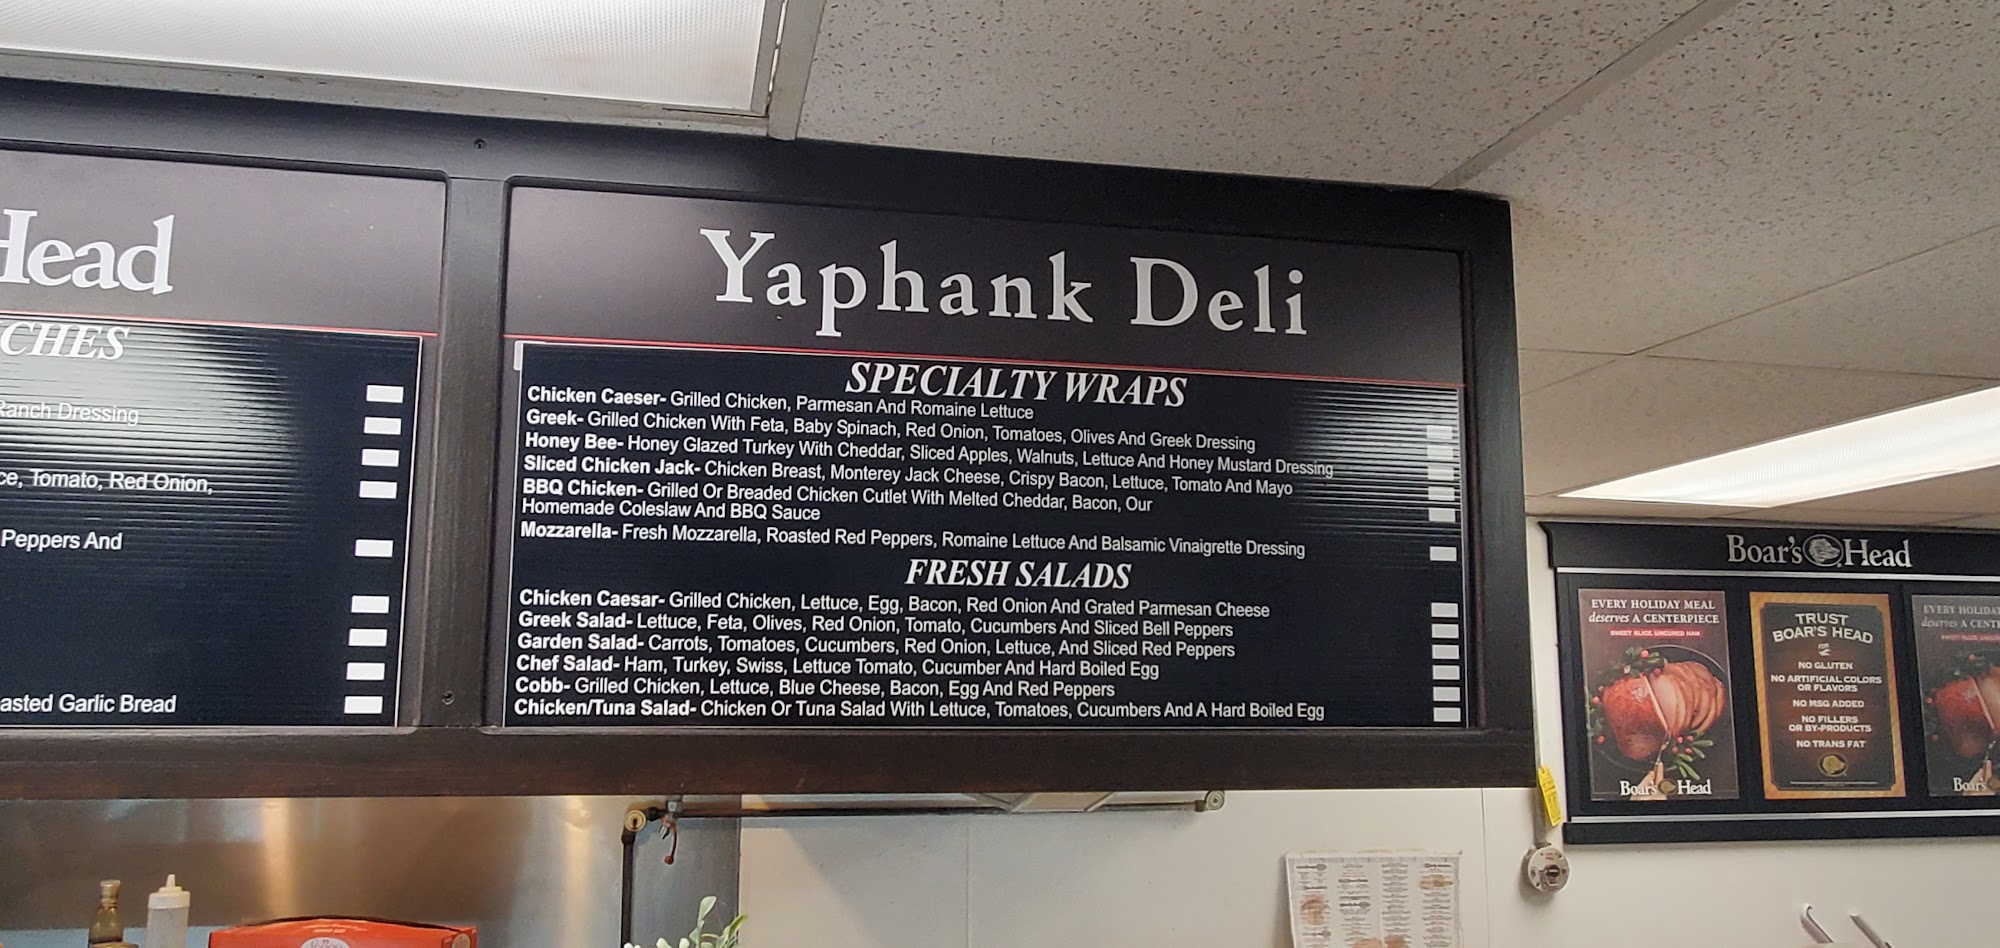 Head
CHES
Ranch Dressing
Tomato, Red Onion,
Peppers And
Garlic Bread
Yaphank Deli
SPECIALTY WRAPS
Chicken Caeser- Grilled Chicken, Parmesan And Romaine Lettuce
Greek- Grilled Chicken With Feta, Baby Spinach, Red Onion, Tomatoes, Olives And Greek Dressing
Honey Bee- Honey Glazed Turkey With Cheddar, Sliced Apples, Walnuts, Lettuce And Honey Mustard Dressing
Sliced Chicken Jack- Chicken Breast, Monterey Jack Cheese, Crispy Bacon, Lettuce, Tomato And Mayo
BBQ Chicken- Grilled Or Breaded Chicken Cutlet With Melted Cheddar, Bacon, Our
Homemade Coleslaw And BBQ Sauce
Mozzarella- Fresh Mozzarella, Roasted Red Peppers, Romaine Lettuce And Balsamic Vinaigrette Dressing
FRESH SALADS
Chicken Caesar- Grilled Chicken, Lettuce, Egg, Bacon, Red Onion And Grated Parmesan Cheese
Greek Salad- Lettuce, Feta, Olives, Red Onion, Tomato, Cucumbers And Sliced Bell Peppers
Garden Salad- Carrots, Tomatoes, Cucumbers, Red Onion, Lettuce, And Sliced Red Peppers
Chef Salad- Ham, Turkey, Swiss, Lettuce Tomato, Cucumber And Hard Boiled Egg
Cobb- Grilled Chicken, Lettuce, Blue Cheese, Bacon, Egg And Red Peppers
Chicken/Tuna Salad- Chicken Or Tuna Salad With Lettuce, Tomatoes, Cucumbers And A Hard Boiled Egg
Boar's Head
EVERY HOLIDAY MEAL
deserves A CENTERPIECE
SWEET SLICE UNCURED HAM
Boar's Head
TRUST
BOAR'S HEAD
NO GLUTEN
NO ARTIFICIAL COLORS
OR FLAVORS
NO MSG ADDED
NO FILLERS
OR BY-PRODUCTS
NO TRANS FAT
EVERY
deserves A
Boar's